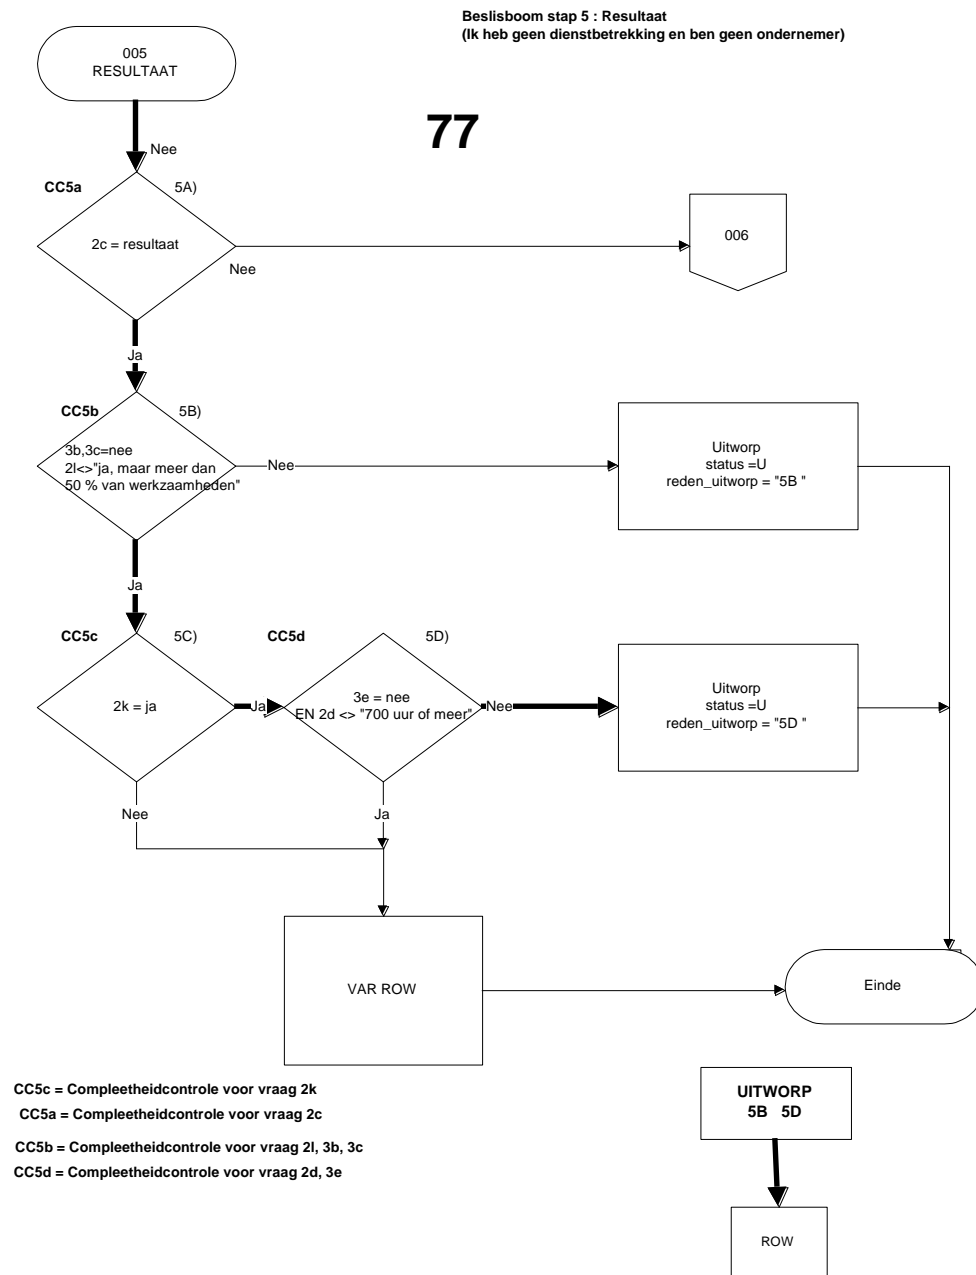 Beslisboom stap 5 : Resultaat
(Ik heb geen dienstbetrekking en ben geen ondernemer)
005
RESULTAAT
77
Nee
CC5a
5A)
2c = resultaat
Nee
006
Ja
CC5b
5B)
3b,3c=nee
2l<>"ja, maar meer dan
50 % van werkzaamheden"
Nee
Uitworp
status =U
reden_uitworp = "5B "
Ja
CC5c
5C)
CC5d
5D)
2k = ja
Ja
3e = nee
EN 2d <> "700 uur of meer"
Nee
Uitworp
status =U
reden_uitworp = "5D "
Nee
Ja
VAR ROW
Einde
CC5c = Compleetheidcontrole voor vraag 2k
CC5a = Compleetheidcontrole voor vraag 2c
CC5b = Compleetheidcontrole voor vraag 2l, 3b, 3c
CC5d = Compleetheidcontrole voor vraag 2d, 3e
UITWORP
5B 5D
ROW